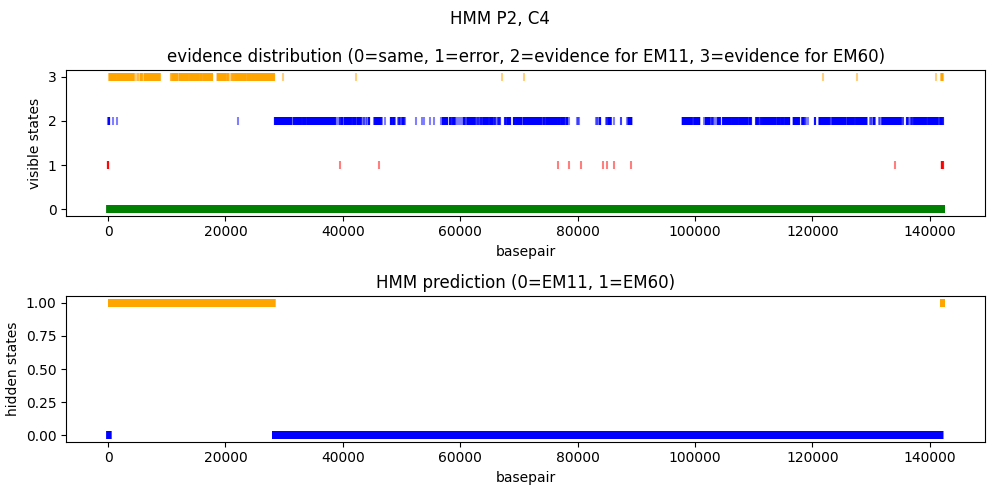 HMM P2, C4
evidence distribution (0=same, 1=error, 2=evidence for EM11, 3=evidence for EM60)
visible states
3
2
1
0
0 20000 40000 60000 80000 100000 120000 140000
basepair
HMM prediction (0=EM11, 1=EM60)
hidden states
1.00
0.75
0.50
0.25
0.00
0 20000 40000 60000 80000 100000 120000 140000
basepair